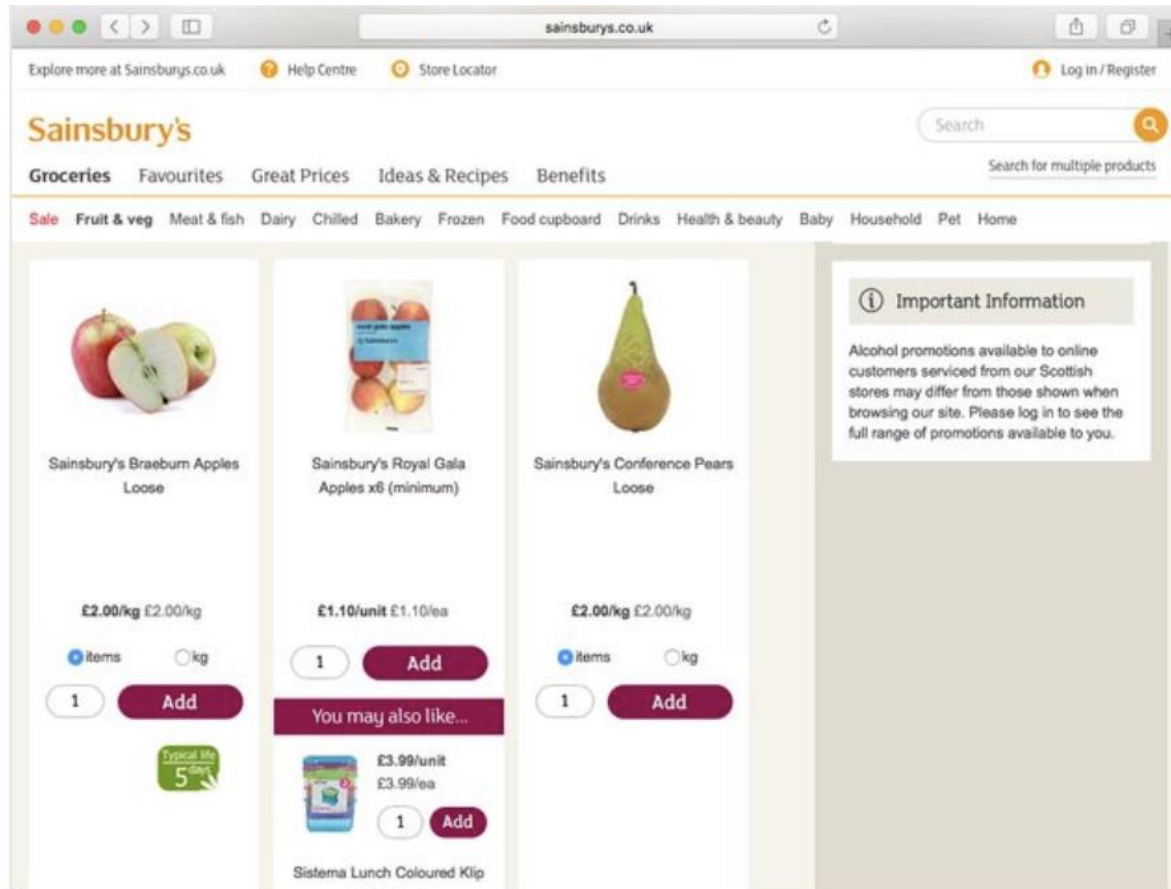 sainsburys.co.uk
Explore more at Sainsburys.co.uk
Help Centre
Store Locator
Log in / Register
Sainsbury's
Search
Groceries Favourites Great Prices Ideas & Recipes Benefits
Search for multiple products
Sale Fruit & veg Meat & fish Dairy Chilled Bakery Frozen Food cupboard Drinks Health & beauty Baby Household Pet Home
Sainsbury's Braeburn Apples
Loose
£2.00/kg £2.00/kg
items kg
1 Add
Typical life
5 days
royal gala apples
Sainsbury's
Sainsbury's Royal Gala
Apples x6 (minimum)
£1.10/unit £1.10/ea
1 Add
You may also like...
£3.99/unit
£3.99/ea
1 Add
Sistema Lunch Coloured Klip
Sainsbury's Conference Pears
Loose
£2.00/kg £2.00/kg
items kg
1 Add
Important Information
Alcohol promotions available to online
customers serviced from our Scottish
stores may differ from those shown when
browsing our site. Please log in to see the
full range of promotions available to you.